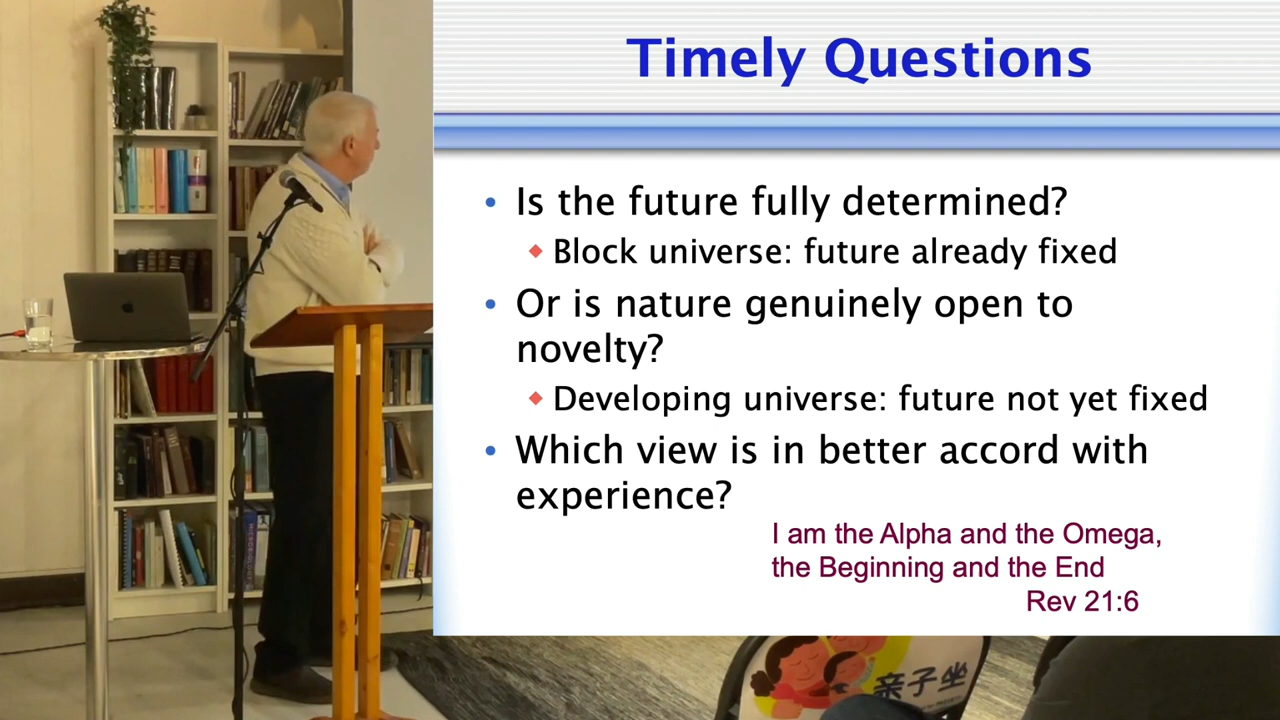 Timely Questions
• Is the future fully determined?
Block universe: future already fixed
• Or is nature genuinely open to
novelty?
Developing universe: future not yet fixed
• Which view is in better accord with
experience?
I am the Alpha and the Omega,
the Beginning and the End
Rev 21:6
亲子坐